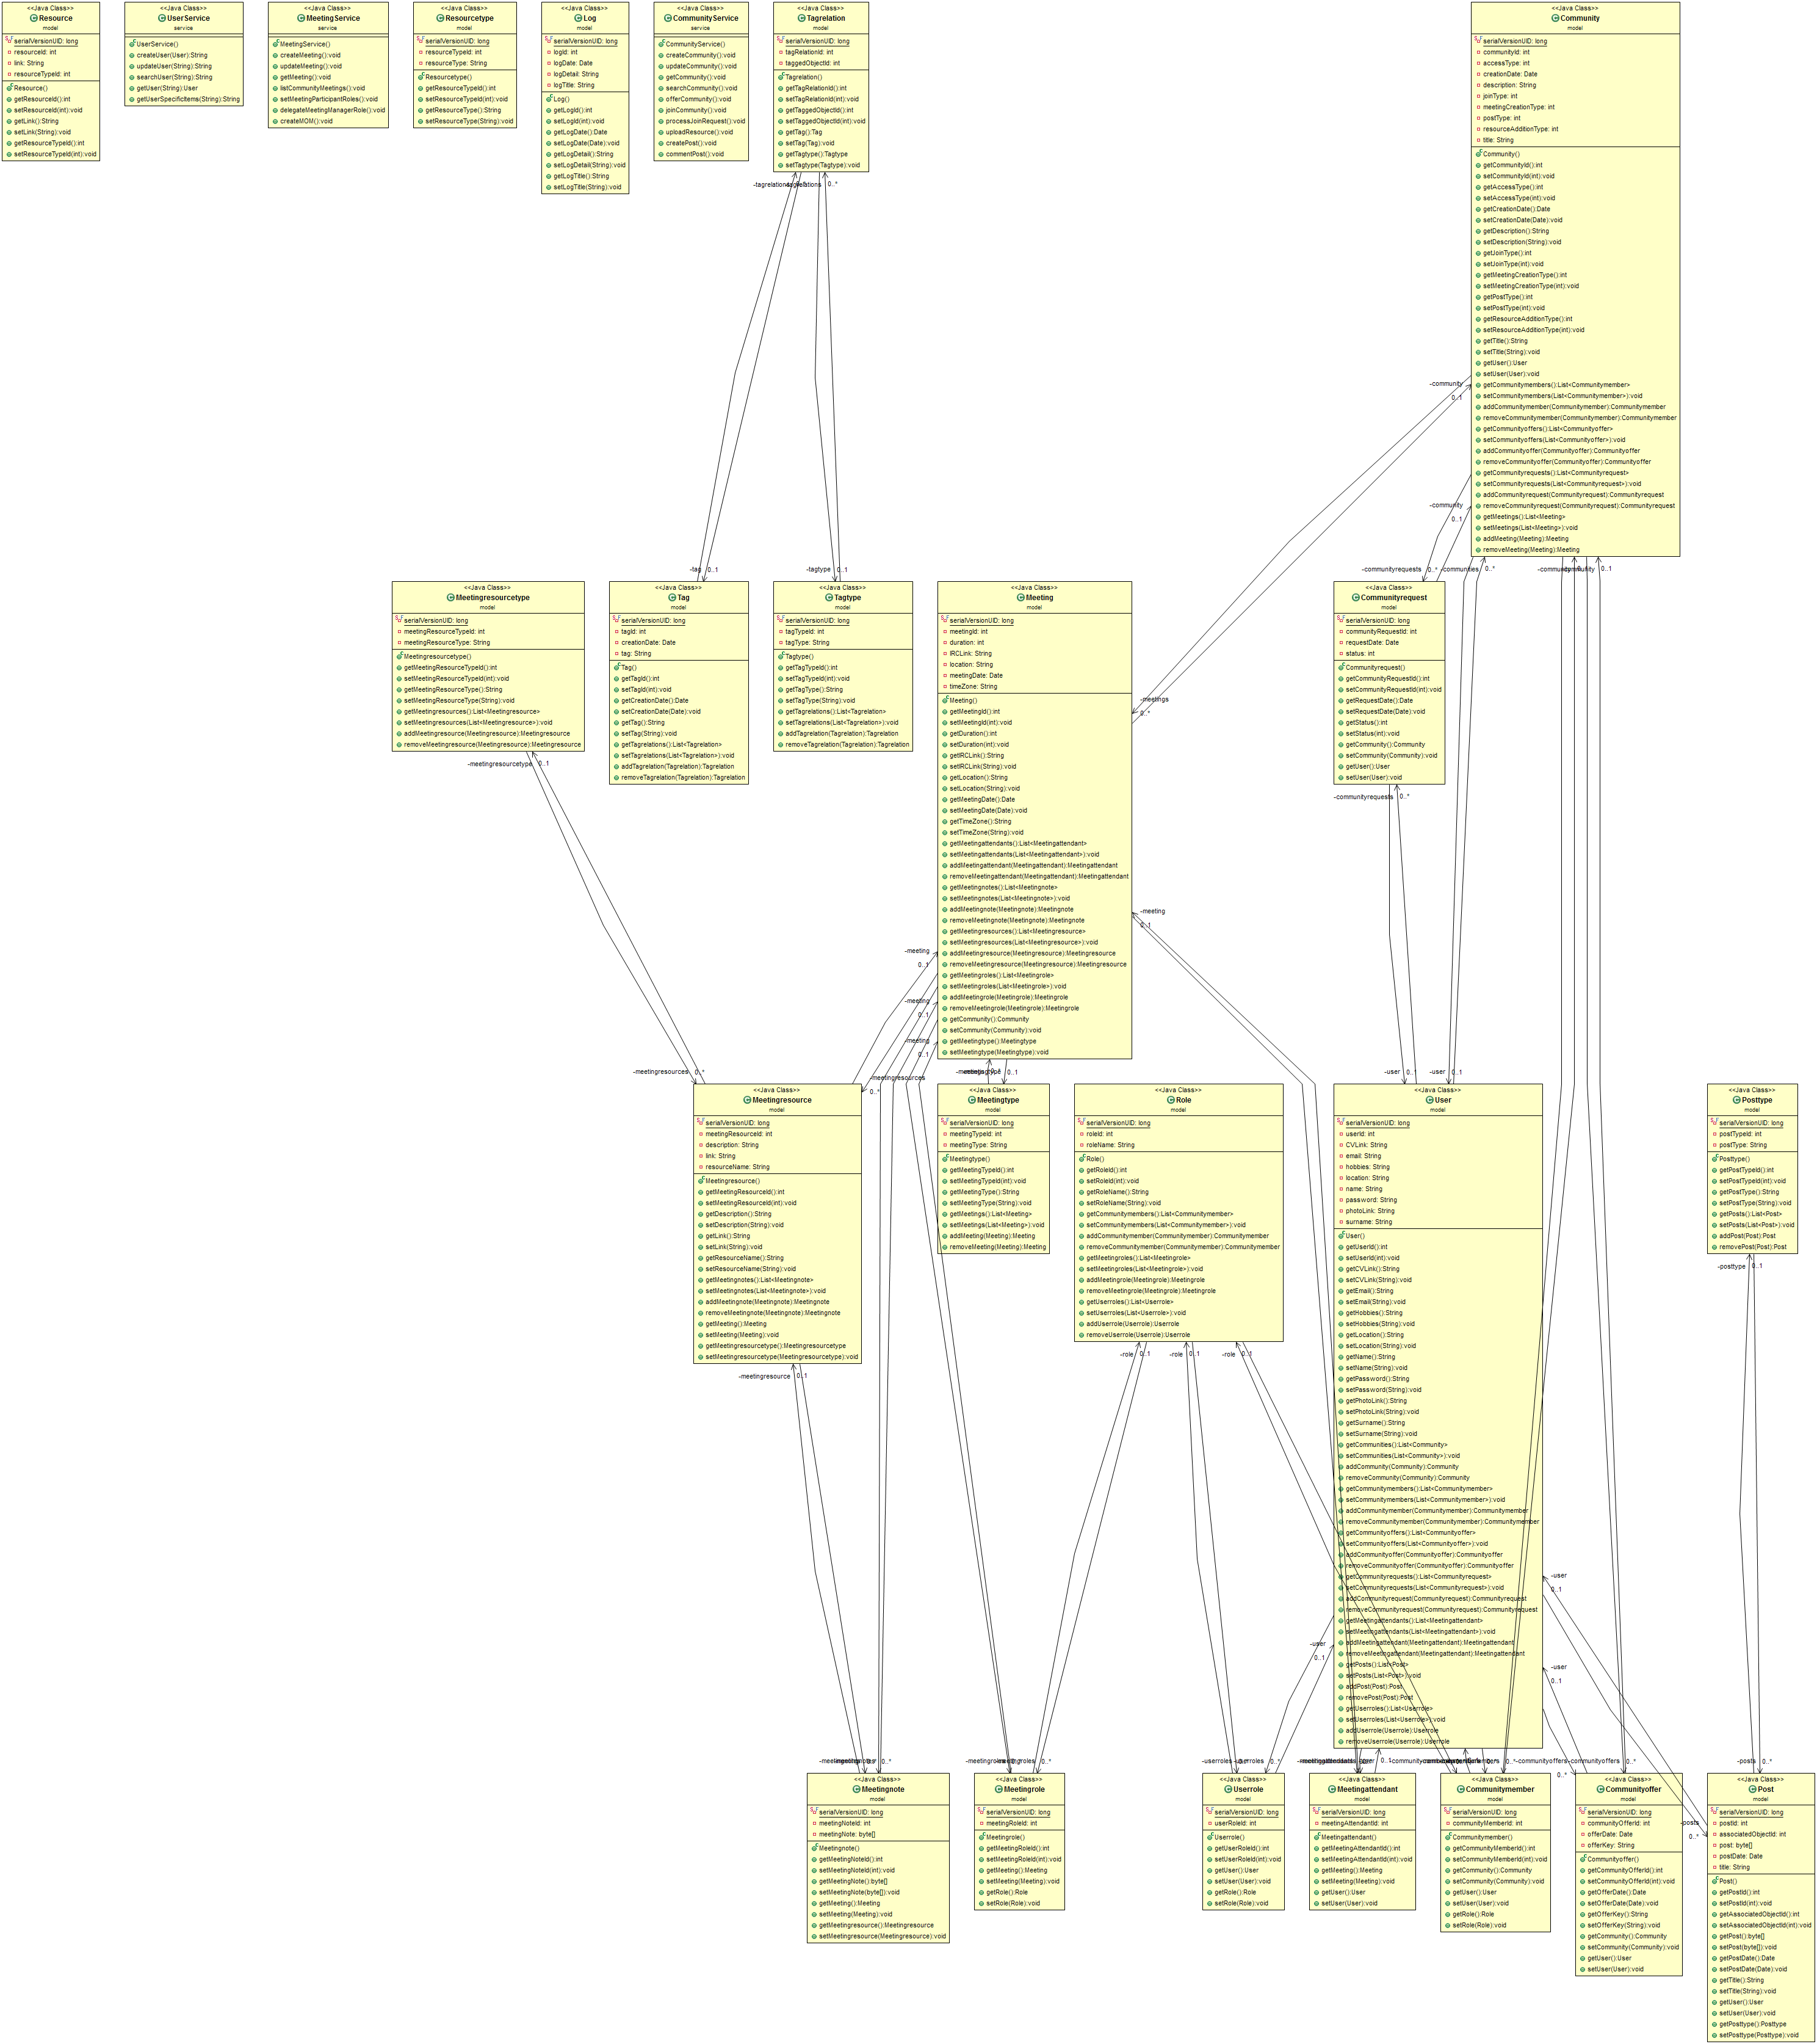 <<Java Class>>
Resource
model
serialVersionUID: long
resourceId: int
link: String
resourceTypeId: int
Resource()
getResourceId():int
setResourceId(int):void
getLink():String
setLink(String):void
getResourceTypeId():int
setResourceTypeId(int):void
<<Java Class>>
UserService
service
UserService()
createUser(User):String
updateUser(String):String
searchUser(String):String
getUser(String):User
getUserSpecificItems(String):String
<<Java Class>>
MeetingService
service
MeetingService()
createMeeting():void
updateMeeting():void
getMeeting():void
listCommunityMeetings():void
setMeetingParticipantRoles():void
delegateMeetingManagerRole():void
createMOM():void
<<Java Class>>
Resourcetype
model
serialVersionUID: long
resourceTypeId: int
resourceType: String
Resourcetype()
getResourceTypeId():int
setResourceTypeId(int):void
getResourceType():String
setResourceType(String):void
<<Java Class>>
Log
model
serialVersionUID: long
logId: int
logDate: Date
logDetail: String
logTitle: String
Log()
getLogId():int
setLogId(int):void
getLogDate():Date
setLogDate(Date):void
getLogDetail():String
setLogDetail(String):void
getLogTitle():String
setLogTitle(String):void
<<Java Class>>
CommunityService
service
CommunityService()
createCommunity():void
updateCommunity():void
getCommunity():void
searchCommunity():void
offerCommunity():void
joinCommunity():void
processJoinRequest():void
uploadResource():void
createPost():void
commentPost():void
<<Java Class>>
Tagrelation
model
serialVersionUID: long
tagRelationId: int
taggedObjectId: int
Tagrelation()
getTagRelationId():int
setTagRelationId(int):void
getTaggedObjectId():int
setTaggedObjectId(int):void
getTag():Tag
setTag(Tag):void
getTagtype():Tagtype
setTagtype(Tagtype):void
-tagrelations
0..*
<<Java Class>>
Community
model
serialVersionUID: long
communityId: int
accessType: int
creationDate: Date
description: String
joinType: int
meetingCreationType: int
postType: int
resourceAdditionType: int
title: String
Community()
getCommunityId():int
setCommunityId(int):void
getAccessType():int
setAccessType(int):void
getCreationDate():Date
setCreationDate(Date):void
getDescription():String
setDescription(String):void
getJoinType():int
setJoinType(int):void
getMeetingCreationType():int
setMeetingCreationType(int):void
getPostType():int
setPostType(int):void
getResourceAdditionType():int
setResourceAdditionType(int):void
getTitle():String
setTitle(String):void
getUser():User
setUser(User):void
getCommunitymembers():List<Communitymember>
setCommunitymembers(List<Communitymember>):void
addCommunitymember(Communitymember):Communitymember
removeCommunitymember(Communitymember):Communitymember
getCommunityoffers():List<Communityoffer>
setCommunityoffers(List<Communityoffer>):void
addCommunityoffer(Communityoffer):Communityoffer
removeCommunityoffer(Communityoffer):Communityoffer
getCommunityrequests():List<Communityrequest>
setCommunityrequests(List<Communityrequest>):void
addCommunityrequest(Communityrequest):Communityrequest
removeCommunityrequest(Communityrequest):Communityrequest
getMeetings():List<Meeting>
setMeetings(List<Meeting>):void
addMeeting(Meeting):Meeting
removeMeeting(Meeting):Meeting
-community
0..1
-community
0..1
-communityrequests
0..*
0..*
0..1
-tag 0..1
-tagtype 0..1
<<Java Class>>
Meetingresourcetype
model
serialVersionUID: long
meetingResourceTypeId: int
meetingResourceType: String
Meetingresourcetype()
getMeetingResourceTypeId():int
setMeetingResourceTypeId(int):void
getMeetingResourceType():String
setMeetingResourceType(String):void
getMeetingresources():List<Meetingresource>
setMeetingresources(List<Meetingresource>):void
addMeetingresource(Meetingresource):Meetingresource
removeMeetingresource(Meetingresource):Meetingresource
-meetingresourcetype 0..1
<<Java Class>>
Tag
model
serialVersionUID: long
tagId: int
creationDate: Date
tag: String
Tag()
getTagId():int
setTagId(int):void
getCreationDate():Date
setCreationDate(Date):void
getTag():String
setTag(String):void
getTagrelations():List<Tagrelation>
setTagrelations(List<Tagrelation>):void
addTagrelation(Tagrelation):Tagrelation
removeTagrelation(Tagrelation):Tagrelation
<<Java Class>>
Tagtype
model
serialVersionUID: long
tagTypeId: int
tagType: String
Tagtype()
getTagTypeId():int
setTagTypeId(int):void
getTagType():String
setTagType(String):void
getTagrelations():List<Tagrelation>
setTagrelations(List<Tagrelation>):void
addTagrelation(Tagrelation):Tagrelation
removeTagrelation(Tagrelation):Tagrelation
<<Java Class>>
Meeting
model
serialVersionUID: long
meetingId: int
duration: int
IRCLink: String
location: String
meetingDate: Date
timeZone: String
Meeting()
getMeetingId():int
setMeetingId(int):void
getDuration():int
setDuration(int):void
getIRCLink():String
setIRCLink(String):void
getLocation():String
setLocation(String):void
getMeetingDate():Date
setMeetingDate(Date):void
getTimeZone():String
setTimeZone(String):void
getMeetingattendants():List<Meetingattendant>
setMeetingattendants(List<Meetingattendant>):void
addMeetingattendant(Meetingattendant):Meetingattendant
removeMeetingattendant(Meetingattendant):Meetingattendant
getMeetingnotes():List<Meetingnote>
setMeetingnotes(List<Meetingnote>):void
addMeetingnote(Meetingnote):Meetingnote
removeMeetingnote(Meetingnote):Meetingnote
getMeetingresources():List<Meetingresource>
setMeetingresources(List<Meetingresource>):void
addMeetingresource(Meetingresource):Meetingresource
removeMeetingresource(Meetingresource):Meetingresource
getMeetingroles():List<Meetingrole>
setMeetingroles(List<Meetingrole>):void
addMeetingrole(Meetingrole):Meetingrole
removeMeetingrole(Meetingrole):Meetingrole
getCommunity():Community
setCommunity(Community):void
getMeetingtype():Meetingtype
setMeetingtype(Meetingtype):void
-meetings
0..*
-meeting
0..1
-meeting
0..1
-meeting
0..1
-meeting
0..1
<<Java Class>>
Communityrequest
model
serialVersionUID: long
communityRequestId: int
requestDate: Date
status: int
Communityrequest()
getCommunityRequestId():int
setCommunityRequestId(int):void
getRequestDate():Date
setRequestDate(Date):void
getStatus():int
setStatus(int):void
getCommunity():Community
setCommunity(Community):void
getUser():User
setUser(User):void
-communityrequests 0..*
-user 0..1
-user 0..1
-meetingresources 0..*
-meetingresources
0..*
0..1
<<Java Class>>
Meetingresource
model
serialVersionUID: long
meetingResourceId: int
description: String
link: String
resourceName: String
Meetingresource()
getMeetingResourceId():int
setMeetingResourceId(int):void
getDescription():String
setDescription(String):void
getLink():String
setLink(String):void
getResourceName():String
setResourceName(String):void
getMeetingnotes():List<Meetingnote>
setMeetingnotes(List<Meetingnote>):void
addMeetingnote(Meetingnote):Meetingnote
removeMeetingnote(Meetingnote):Meetingnote
getMeeting():Meeting
setMeeting(Meeting):void
getMeetingresourcetype():Meetingresourcetype
setMeetingresourcetype(Meetingresourcetype):void
-meetingresource 0..1
<<Java Class>>
Meetingtype
model
serialVersionUID: long
meetingTypeId: int
meetingType: String
Meetingtype()
getMeetingTypeId():int
setMeetingTypeId(int):void
getMeetingType():String
setMeetingType(String):void
getMeetings():List<Meeting>
setMeetings(List<Meeting>):void
addMeeting(Meeting):Meeting
removeMeeting(Meeting):Meeting
<<Java Class>>
Role
model
serialVersionUID: long
roleId: int
roleName: String
Role()
getRoleId():int
setRoleId(int):void
getRoleName():String
setRoleName(String):void
getCommunitymembers():List<Communitymember>
setCommunitymembers(List<Communitymember>):void
addCommunitymember(Communitymember):Communitymember
removeCommunitymember(Communitymember):Communitymember
getMeetingroles():List<Meetingrole>
setMeetingroles(List<Meetingrole>):void
addMeetingrole(Meetingrole):Meetingrole
removeMeetingrole(Meetingrole):Meetingrole
getUserroles():List<Userrole>
setUserroles(List<Userrole>):void
addUserrole(Userrole):Userrole
removeUserrole(Userrole):Userrole
-role 0..1
-role 0..1
-role 0..1
<<Java Class>>
User
model
serialVersionUID: long
userId: int
CVLink: String
email: String
hobbies: String
location: String
name: String
password: String
photoLink: String
surname: String
User()
getUserId():int
setUserId(int):void
getCVLink():String
setCVLink(String):void
getEmail():String
setEmail(String):void
getHobbies():String
setHobbies(String):void
getLocation():String
setLocation(String):void
getName():String
setName(String):void
getPassword():String
setPassword(String):void
getPhotoLink():String
setPhotoLink(String):void
getSurname():String
setSurname(String):void
getCommunities():List<Community>
setCommunities(List<Community>):void
addCommunity(Community):Community
removeCommunity(Community):Community
getCommunitymembers():List<Communitymember>
setCommunitymembers(List<Communitymember>):void
addCommunitymember(Communitymember):Communitymember
removeCommunitymember(Communitymember):Communitymember
getCommunityoffers():List<Communityoffer>
setCommunityoffers(List<Communityoffer>):void
addCommunityoffer(Communityoffer):Communityoffer
removeCommunityoffer(Communityoffer):Communityoffer
getCommunityrequests():List<Communityrequest>
setCommunityrequests(List<Communityrequest>):void
addCommunityrequest(Communityrequest):Communityrequest
removeCommunityrequest(Communityrequest):Communityrequest
getMeetingattendants():List<Meetingattendant>
setMeetingattendants(List<Meetingattendant>):void
addMeetingattendant(Meetingattendant):Meetingattendant
removeMeetingattendant(Meetingattendant):Meetingattendant
getPosts():List<Post>
setPosts(List<Post>):void
addPost(Post):Post
removePost(Post):Post
getUserroles():List<Userrole>
setUserroles(List<Userrole>):void
addUserrole(Userrole):Userrole
removeUserrole(Userrole):Userrole
-user
0..1
-user
0..1
-user
0..1
<<Java Class>>
Posttype
model
serialVersionUID: long
postTypeId: int
postType: String
Posttype()
getPostTypeId():int
setPostTypeId(int):void
getPostType():String
setPostType(String):void
getPosts():List<Post>
setPosts(List<Post>):void
addPost(Post):Post
removePost(Post):Post
-posttype 0..1
0..*
0..*
-userroles
0..*
-communityoffers 0..*
0..*
-posts 0..*
-posts
0..*
<<Java Class>>
Meetingnote
model
serialVersionUID: long
meetingNoteId: int
meetingNote: byte[]
Meetingnote()
getMeetingNoteId():int
setMeetingNoteId(int):void
getMeetingNote():byte[]
setMeetingNote(byte[]):void
getMeeting():Meeting
setMeeting(Meeting):void
getMeetingresource():Meetingresource
setMeetingresource(Meetingresource):void
<<Java Class>>
Meetingrole
model
serialVersionUID: long
meetingRoleId: int
Meetingrole()
getMeetingRoleId():int
setMeetingRoleId(int):void
getMeeting():Meeting
setMeeting(Meeting):void
getRole():Role
setRole(Role):void
<<Java Class>>
Userrole
model
serialVersionUID: long
userRoleId: int
Userrole()
getUserRoleId():int
setUserRoleId(int):void
getUser():User
setUser(User):void
getRole():Role
setRole(Role):void
<<Java Class>>
Meetingattendant
model
serialVersionUID: long
meetingAttendantId: int
Meetingattendant()
getMeetingAttendantId():int
setMeetingAttendantId(int):void
getMeeting():Meeting
setMeeting(Meeting):void
getUser():User
setUser(User):void
<<Java Class>>
Communitymember
model
serialVersionUID: long
communityMemberId: int
Communitymember()
getCommunityMemberId():int
setCommunityMemberId(int):void
getCommunity():Community
setCommunity(Community):void
getUser():User
setUser(User):void
getRole():Role
setRole(Role):void
<<Java Class>>
Communityoffer
model
serialVersionUID: long
communityOfferId: int
offerDate: Date
offerKey: String
Communityoffer()
getCommunityOfferId():int
setCommunityOfferId(int):void
getOfferDate():Date
setOfferDate(Date):void
getOfferKey():String
setOfferKey(String):void
getCommunity():Community
setCommunity(Community):void
getUser():User
setUser(User):void
<<Java Class>>
Post
model
serialVersionUID: long
postId: int
associatedObjectId: int
post: byte[]
postDate: Date
title: String
Post()
getPostId():int
setPostId(int):void
getAssociatedObjectId():int
setAssociatedObjectId(int):void
getPost():byte[]
setPost(byte[]):void
getPostDate():Date
setPostDate(Date):void
getTitle():String
setTitle(String):void
getUser():User
setUser(User):void
getPosttype():Posttype
setPosttype(Posttype):void